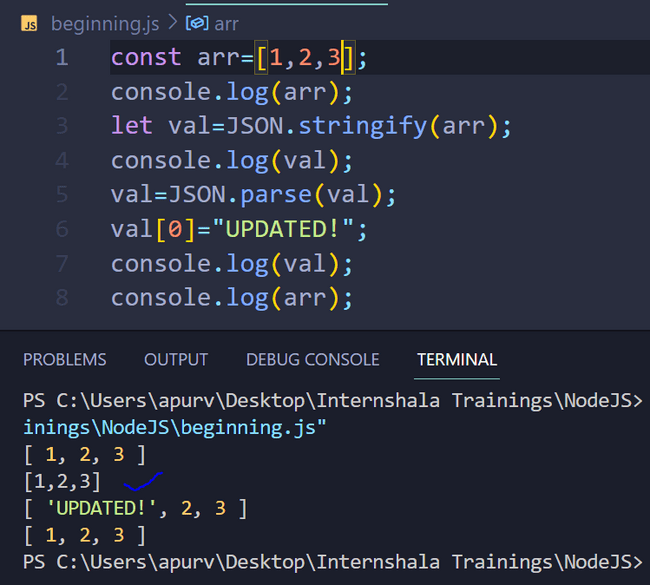 JS beginning.js > arr
1 const arr=[1,2,3];
2 console.log(arr);
3 let val=JSON.stringify(arr);
4 console.log(val);
5 val=JSON.parse(val);
6 val[0]="UPDATED!";
7 console.log(val);
8 console.log(arr);
PROBLEMS OUTPUT DEBUG CONSOLE TERMINAL
PS C:\Users\apurv\Desktop\Internshala Trainings\NodeJS>
inings\NodeJS\beginning.js"
[ 1, 2, 3 ]
[1,2,3]
[ 'UPDATED!', 2, 3 ]
[ 1, 2, 3 ]
PS C:\Users\apurv\Desktop\Internshala Trainings\NodeJS>